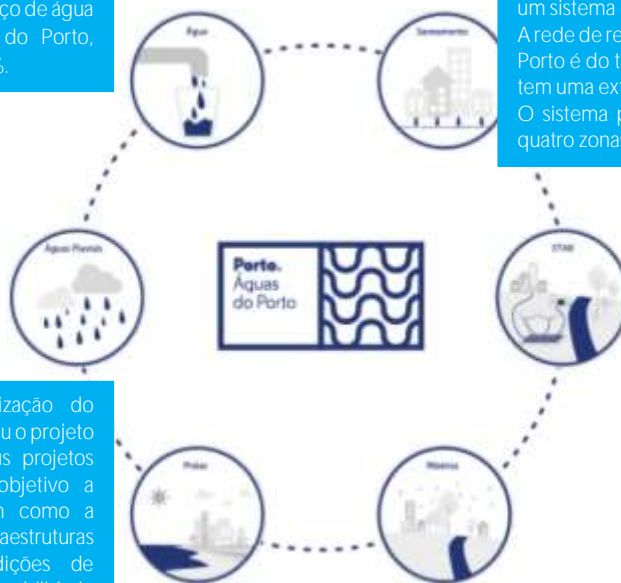 ço de água
do Porto,
%.
um sistema
A rede de re
Porto é do t
tem uma ext
O sistema p
quatro zonas
Água
Saneamento
Águas Pluviais
ETAR
Porto.
Águas
do Porto
ização do
u o projeto
us projetos
objetivo a
m como a
aestruturas
dições de
Praias
Ribeiras